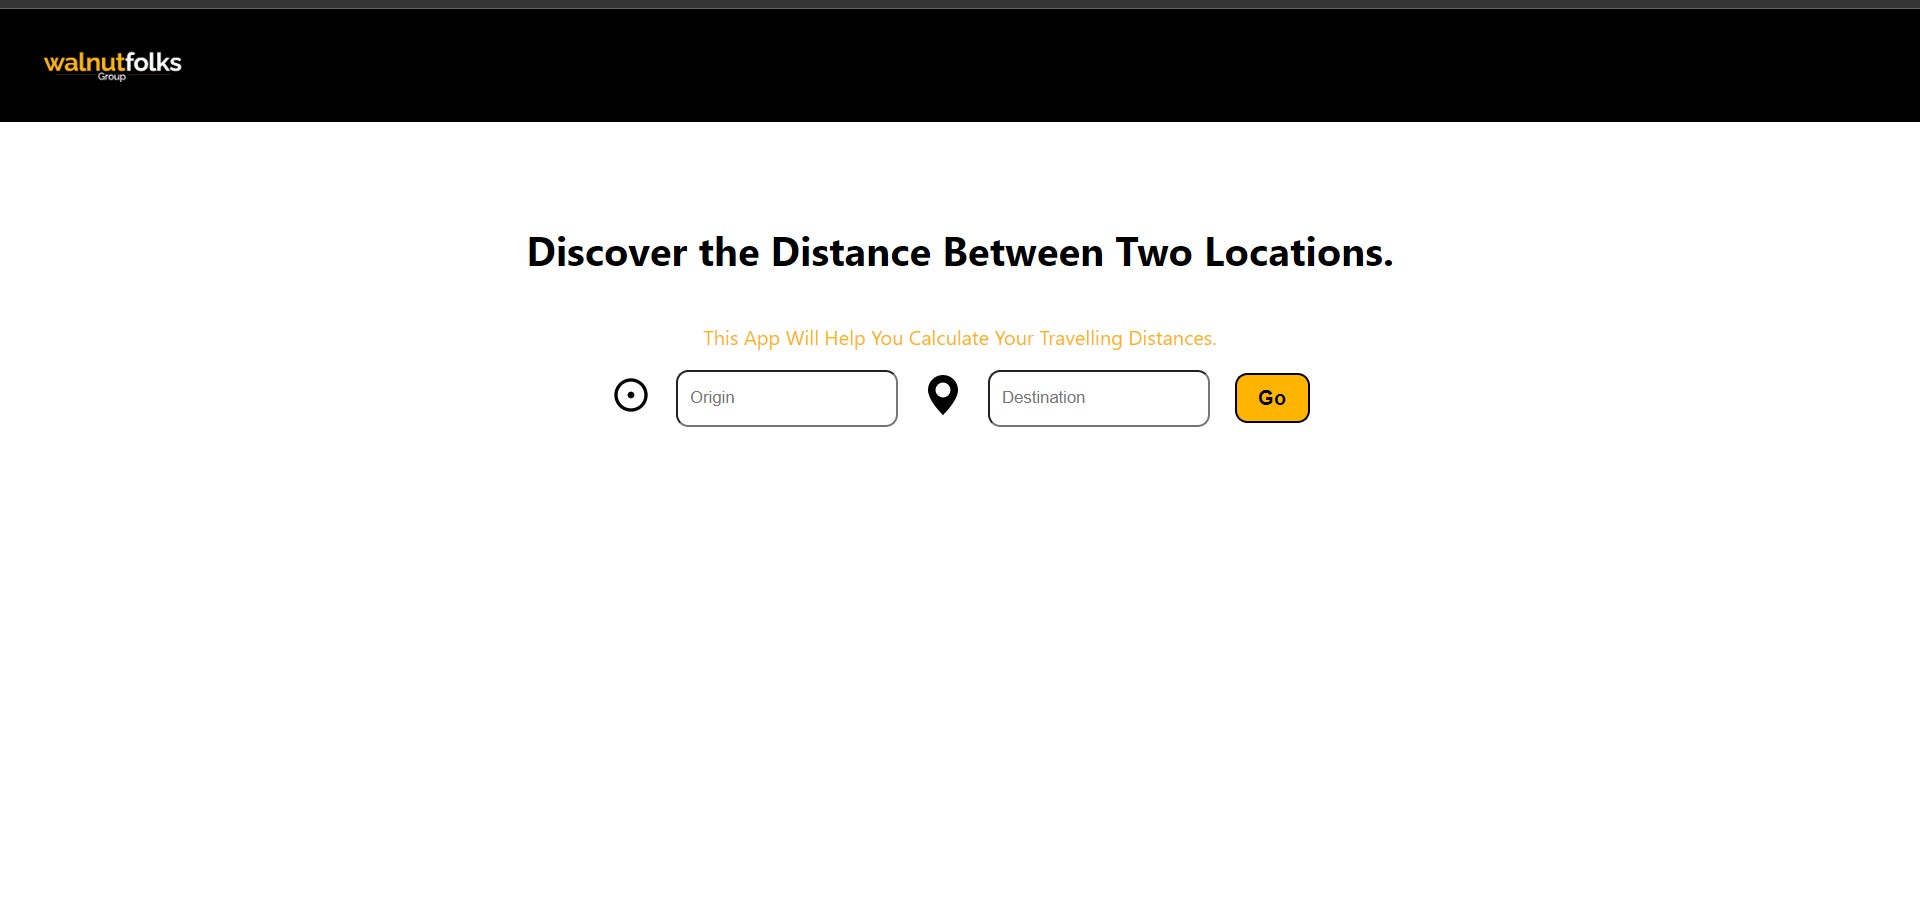 walnutfolks
Group
Discover the Distance Between Two Locations.
This App Will Help You Calculate Your Travelling Distances.
Origin
Destination
Go